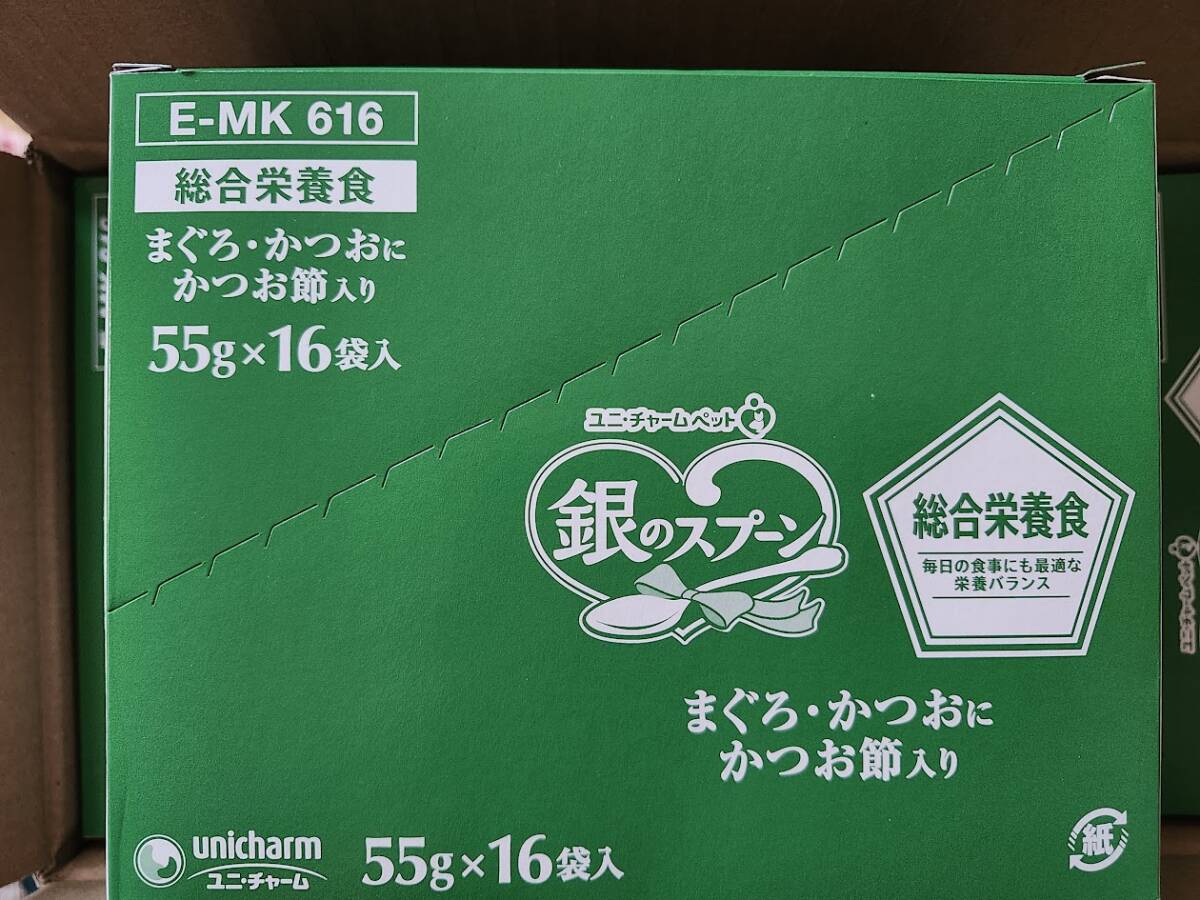 E-MK 616
総合栄養食
まぐろ・かつおに
かつお節入り
55g×16袋入
ユニ・チャームペット
銀のスプーン
総合栄養食
毎日の食事にも最適な
栄養バランス
まぐろ・かつおに
かつお節入り
unicharm
ユニ・チャーム
55g×16袋入
紙